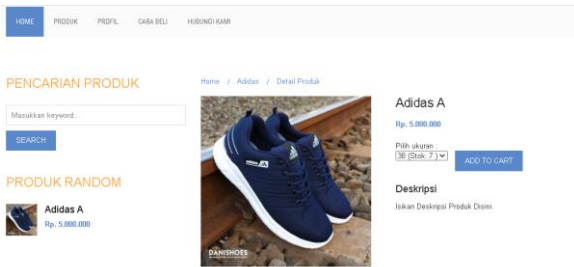 HOME PRODUK PROFIL CARA BELI HUBUNGI KAMI
PENCARIAN PRODUK
Masukkan keyword...
SEARCH
PRODUK RANDOM
Adidas A
Rp. 5.000.000
Home / Adidas / Detail Produk
adidas
DANISHOES
Adidas A
Rp. 5.000.000
Pilih ukuran :
38 (Stok: 7 )
ADD TO CART
Deskripsi
Isikan Deskripsi Produk Disini.